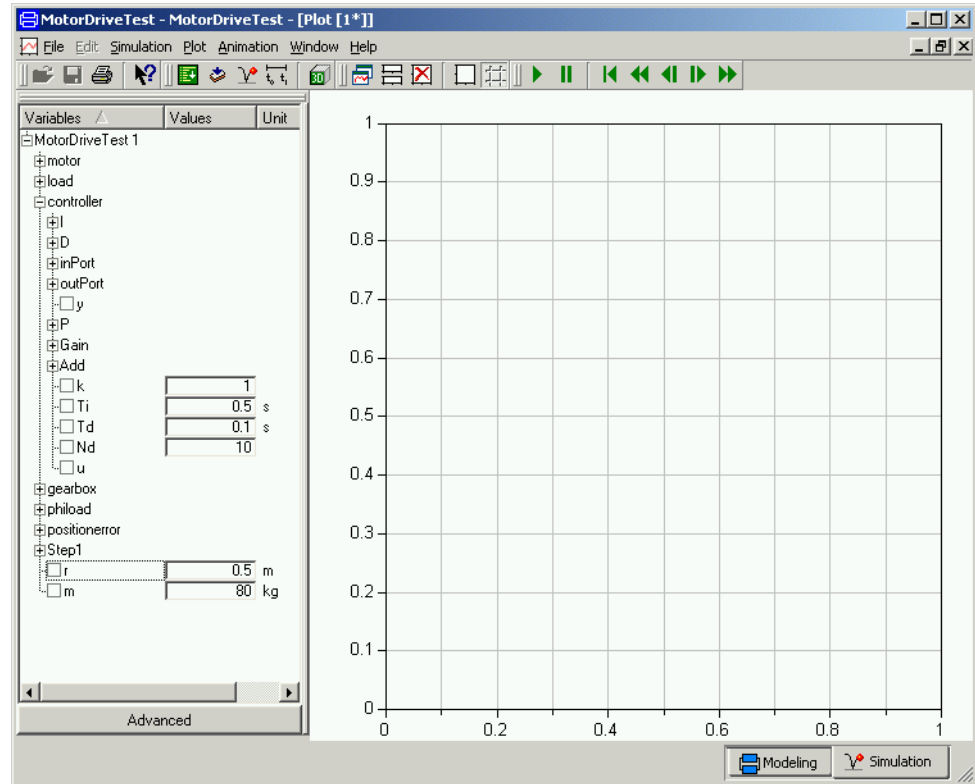 MotorDriveTest - MotorDriveTest - [Plot [1*]]
File Edit Simulation Plot Animation Window Help
3D
Variables Values Unit
MotorDriveTest 1
motor
load
controller
I
D
inPort
outPort
y
P
Gain
Add
k 1
Ti 0.5 s
Td 0.1 s
Nd 10
u
gearbox
phiload
positionerror
Step1
r 0.5 m
m 80 kg
Advanced
1
0.9
0.8
0.7
0.6
0.5
0.4
0.3
0.2
0.1
0
0 0.2 0.4 0.6 0.8 1
Modeling Simulation